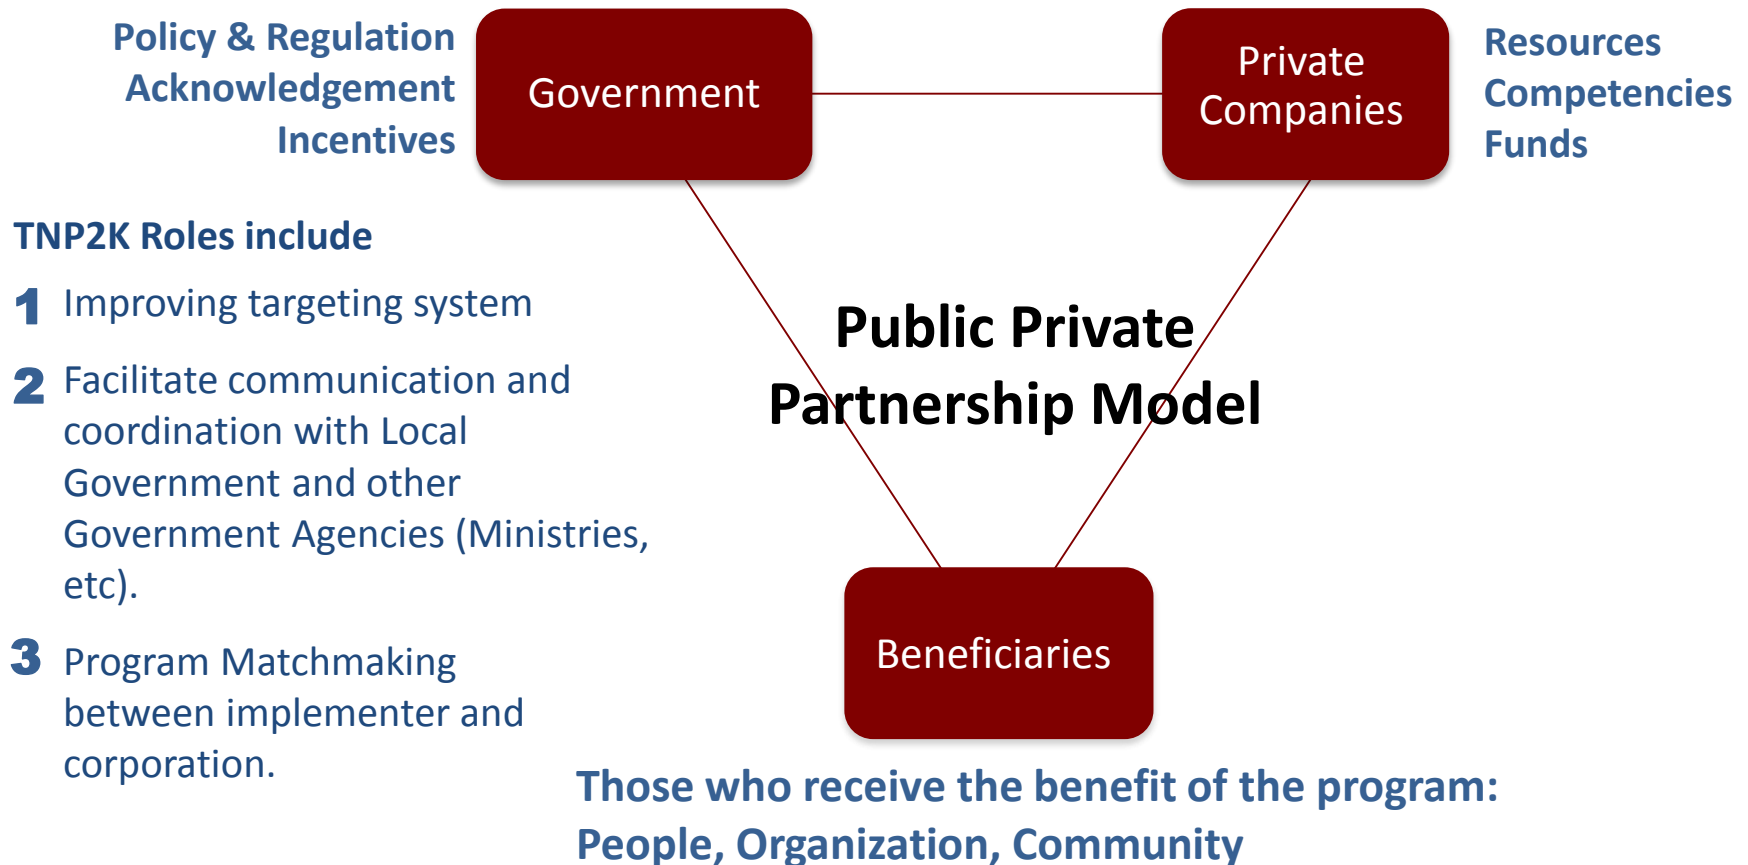 Policy & Regulation
Acknowledgement
Incentives
Government
Private
Companies
Resources
Competencies
Funds
TNP2K Roles include
1 Improving targeting system
2 Facilitate communication and
coordination with Local
Government and other
Government Agencies (Ministries,
etc).
3 Program Matchmaking
between implementer and
corporation.
Public Private
Partnership Model
Beneficiaries
Those who receive the benefit of the program:
People, Organization, Community